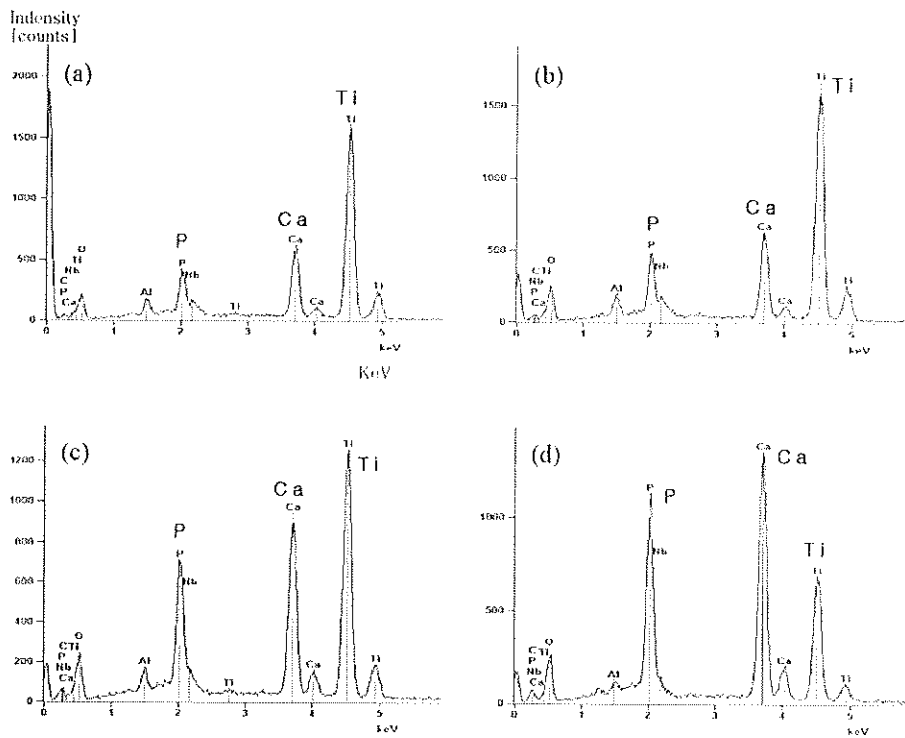 Indensity
[counts]
(a)
2000
1500
1000
500
0
Ti
Ti
Ca
Ca
P
P
Nb
O
Ti
Nb
C
P
Ca
Al
Ti
Ca
Ti
0 1 2 3 4 5
keV
KeV
(b)
1500
1000
500
0
Ti
Ti
Ca
Ca
P
P
Nb
O
C Ti
Nb
P
Ca
Al
Ca
Ti
0 1 2 3 4 5
keV
(c)
1200
1000
800
600
400
200
0
Ti
Ti
Ca
Ca
P
P
Nb
O
C Ti
P
Nb
Ca
Al
Ti
Ca
Ti
0 1 2 3 4 5
keV
(d)
1000
500
0
Ca
Ca
P
P
Nb
Ti
Ti
O
C Ti
P
Nb
Ca
Al
Ca
Ti
0 1 2 3 4 5
keV